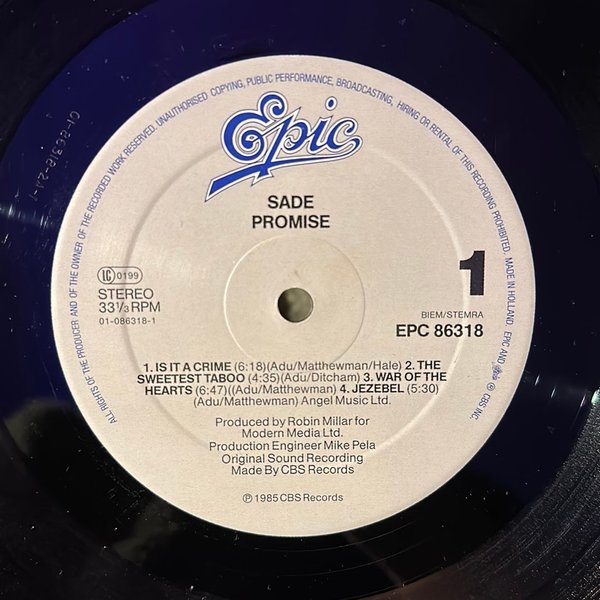 ALL RIGHTS OF THE PRODUCER AND OF THE OWNER OF THE RECORDED WORK RESERVED. UNAUTHORISED COPYING, PUBLIC PERFORMANCE, BROADCASTING, HIRING OR RENTAL OF THIS RECORDING PROHIBITED. MADE IN HOLLAND. EPIC AND ℗ CBS INC.
Epic
SADE
PROMISE
LC 0199
STEREO
33 1/3 RPM
01-086318-1
1
BIEM/STEMRA
EPC 86318
1. IS IT A CRIME (6:18)(Adu/Matthewman/Hale) 2. THE
SWEETEST TABOO (4:35)(Adu/Ditcham) 3. WAR OF THE
HEARTS (6:47)((Adu/Matthewman) 4. JEZEBEL (5:30)
(Adu/Matthewman) Angel Music Ltd.
Produced by Robin Millar for
Modern Media Ltd.
Production Engineer Mike Pela
Original Sound Recording
Made By CBS Records
℗ 1985 CBS Records